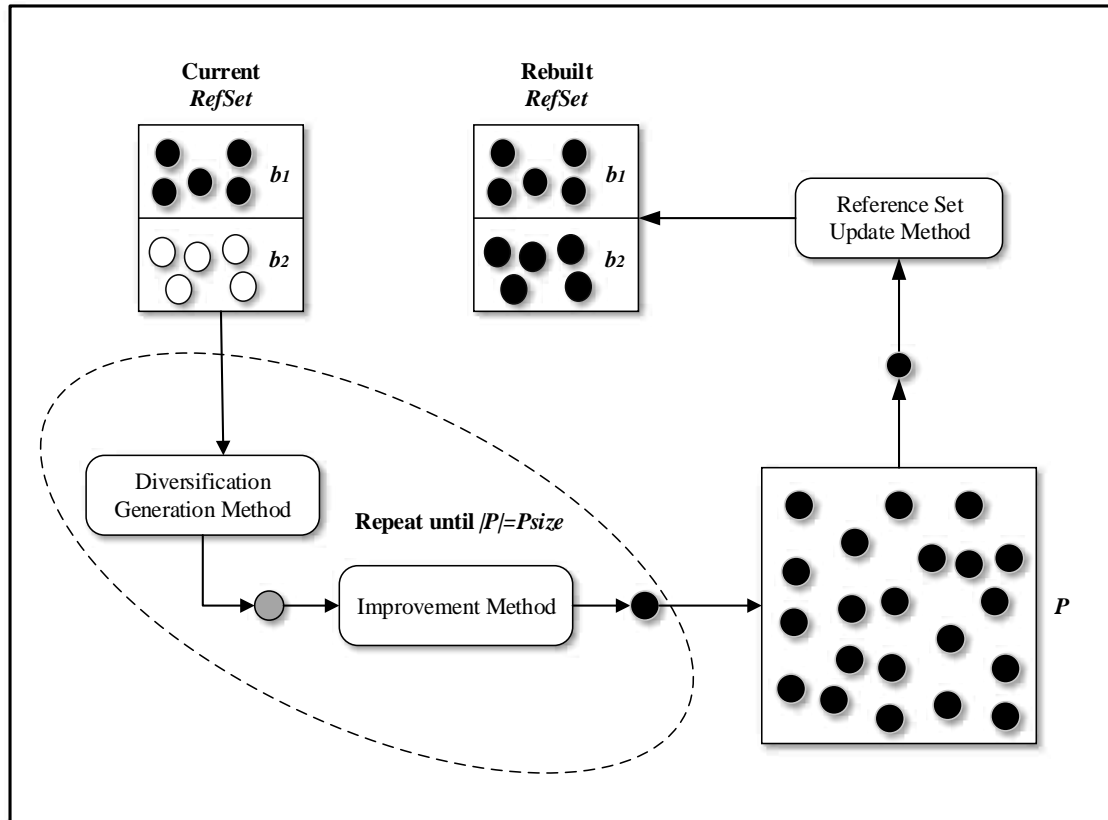 Current
RefSet
b1
b2
Rebuilt
RefSet
b1
b2
Reference Set
Update Method
Diversification
Generation Method
Repeat until |P|=Psize
Improvement Method
P